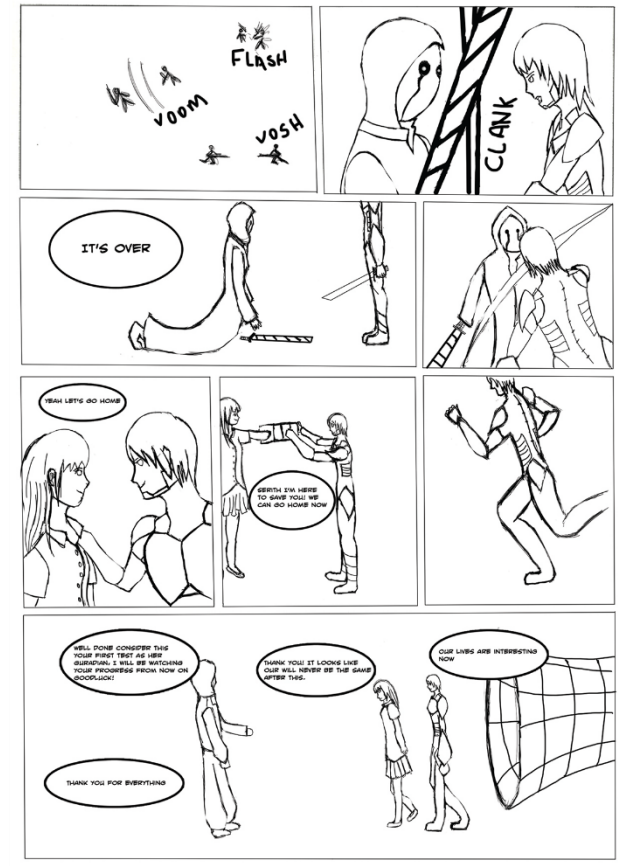 FLASH
VOOM
VOSH
CLANK
IT'S OVER
YEAH LET'S GO HOME
SERITH I'M HERE
TO SAVE YOU! WE
CAN GO HOME NOW
WELL DONE CONSIDER THIS
YOUR FIRST TEST AS HER
GURADIAN. I WILL BE WATCHING
YOUR PROGRESS FROM NOW ON
GOODLUCK!
THANK YOU FOR EVERYTHING
THANK YOU! IT LOOKS LIKE
OUR WILL NEVER BE THE SAME
AFTER THIS.
OUR LIVES ARE INTERESTING
NOW